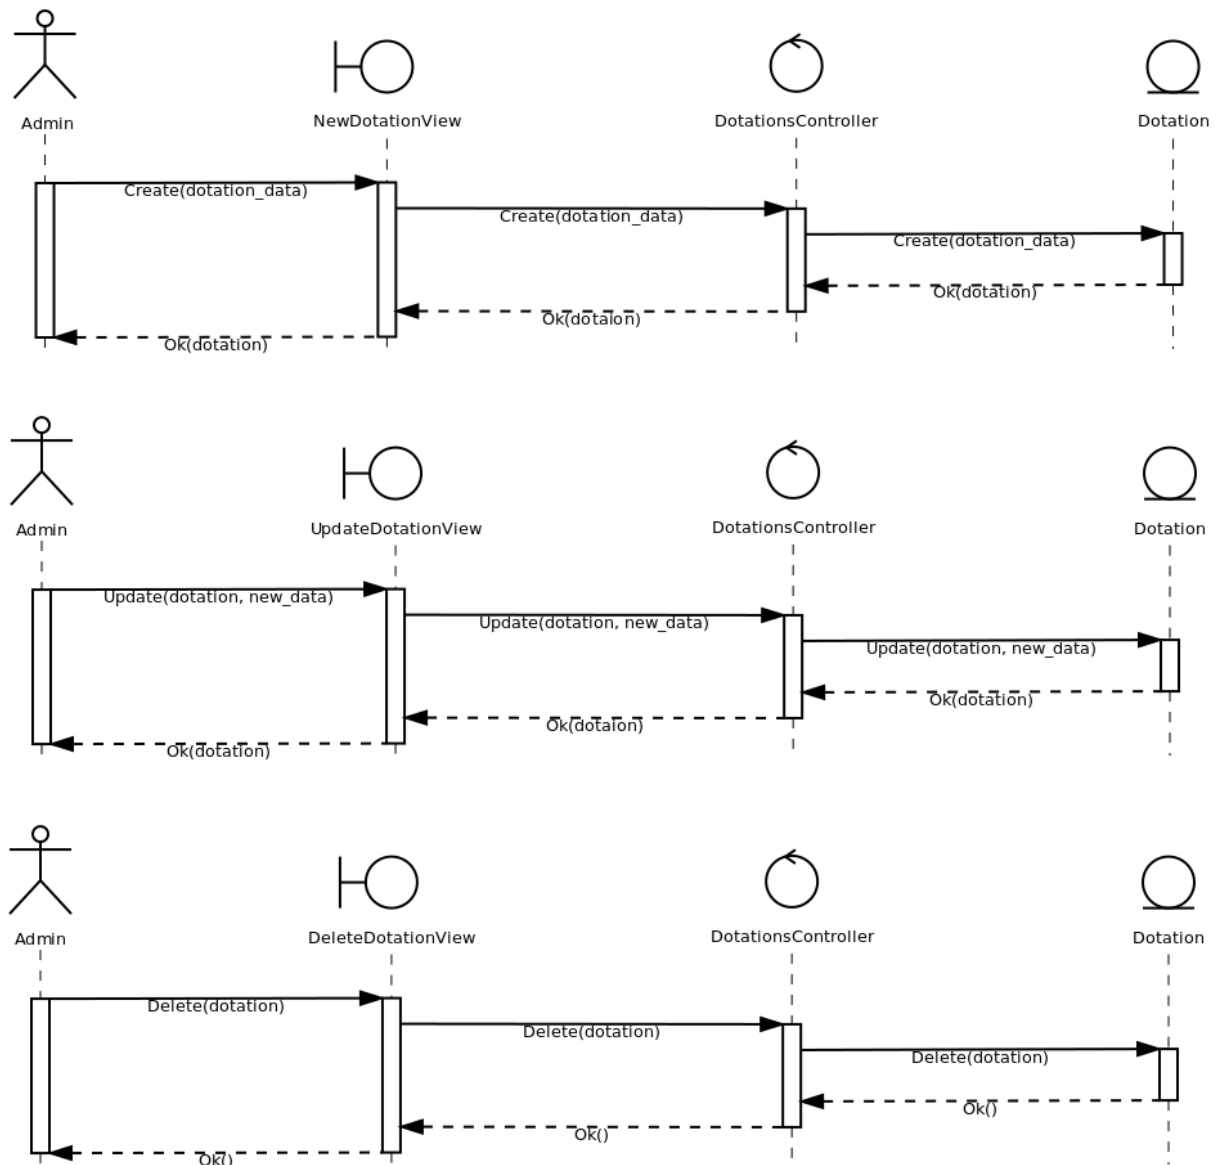 Admin
NewDotationView
DotationsController
Dotation
Create(dotation_data)
Create(dotation_data)
Create(dotation_data)
Ok(dotation)
Ok(dotaion)
Ok(dotation)
Admin
UpdateDotationView
DotationsController
Dotation
Update(dotation, new_data)
Update(dotation, new_data)
Update(dotation, new_data)
Ok(dotation)
Ok(dotaion)
Ok(dotation)
Admin
DeleteDotationView
DotationsController
Dotation
Delete(dotation)
Delete(dotation)
Delete(dotation)
Ok()
Ok()
Ok()